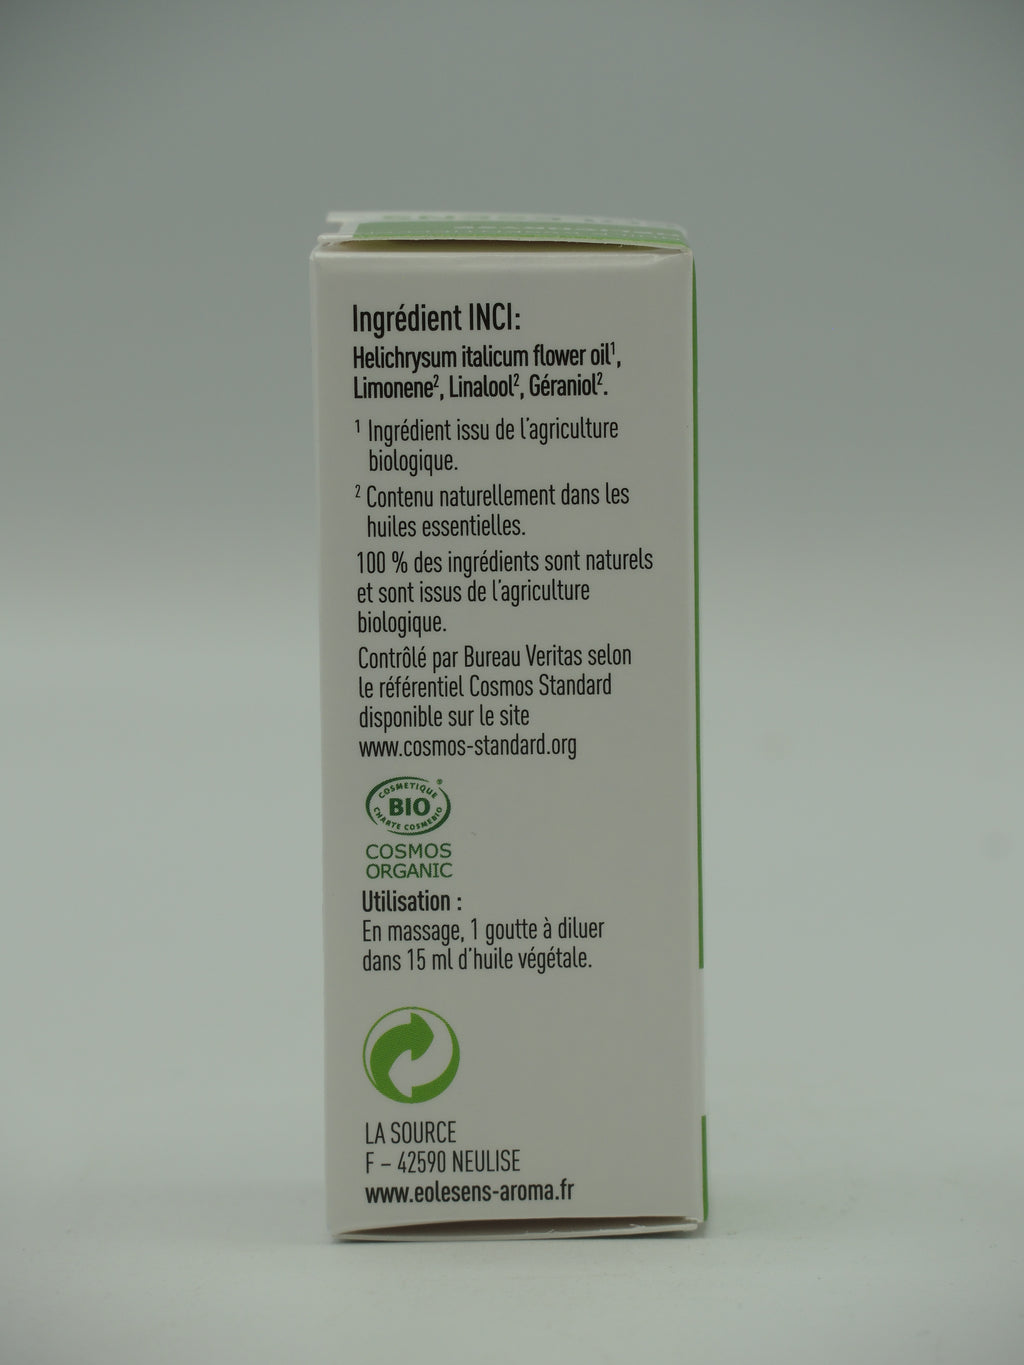 Ingrédient INCI:
Helichrysum italicum flower oil¹,
Limonene², Linalool², Géraniol².
¹ Ingrédient issu de l'agriculture
biologique.
² Contenu naturellement dans les
huiles essentielles.
100 % des ingrédients sont naturels
et sont issus de l'agriculture
biologique.
Contrôlé par Bureau Veritas selon
le référentiel Cosmos Standard
disponible sur le site
www.cosmos-standard.org
COSMETIQUE
BIO
CHARTE COSMEBIO
COSMOS
ORGANIC
Utilisation :
En massage, 1 goutte à diluer
dans 15 ml d'huile végétale.
LA SOURCE
F – 42590 NEULISE
www.eolesens-aroma.fr